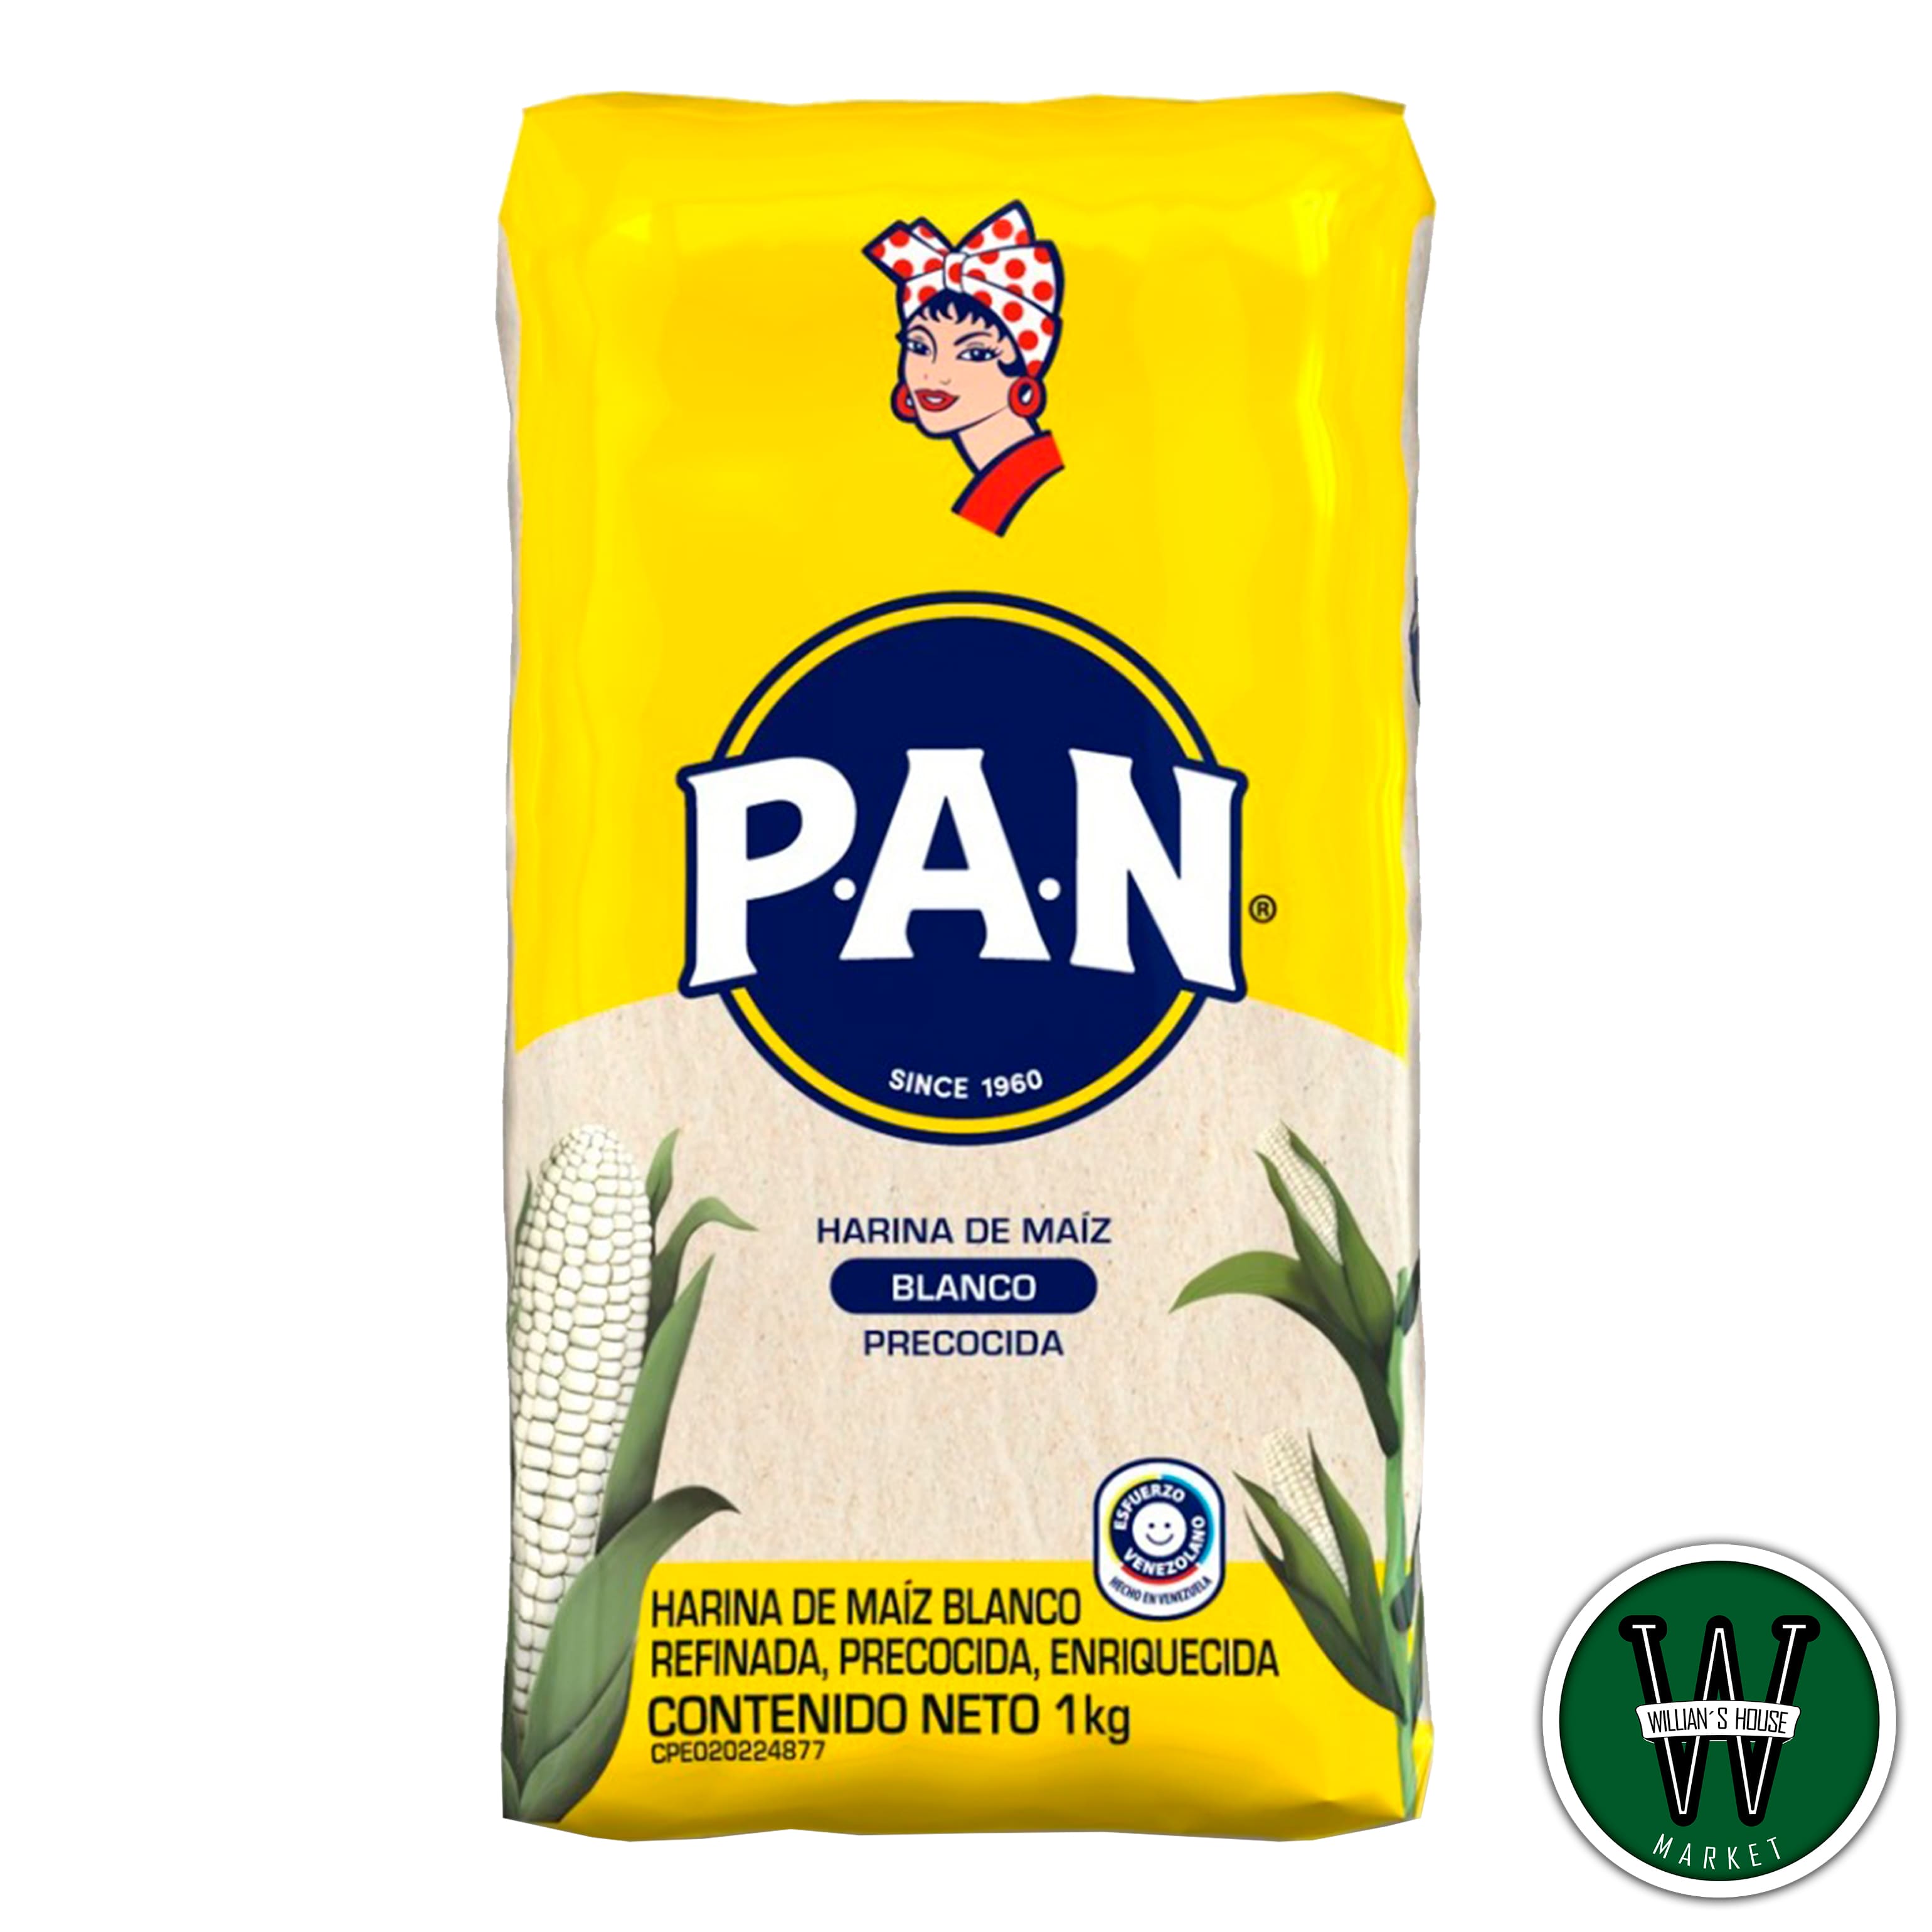 P.A.N
®
SINCE 1960
HARINA DE MAÍZ
BLANCO
PRECOCIDA
ESFUERZO
VENEZOLANO
HECHO EN VENEZUELA
HARINA DE MAÍZ BLANCO
REFINADA, PRECOCIDA, ENRIQUECIDA
CONTENIDO NETO 1kg
CPE020224877
W
WILLIAN´S HOUSE
MARKET